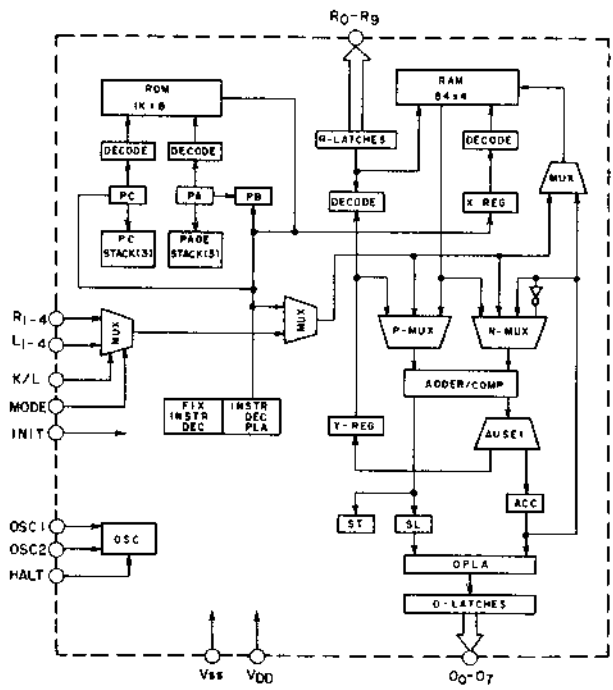 R0-R9
ROM
1K × 8
RAM
64×4
R-LATCHES
DECODE
DECODE
DECODE
MUX
PC
PA
PB
DECODE
X REG
PC
STACK(3)
PAGE
STACK(3)
R1-4
L1-4
K/L
MODE
INIT
MUX
MUX
P-MUX
N-MUX
ADDER/COMP
FIX
INSTR
DEC
INSTR
DEC
PLA
Y-REG
AUSEL
ACC
ST
SL
OSC1
OSC2
HALT
OSC
OPLA
O-LATCHES
VSS
VDD
O0-O7